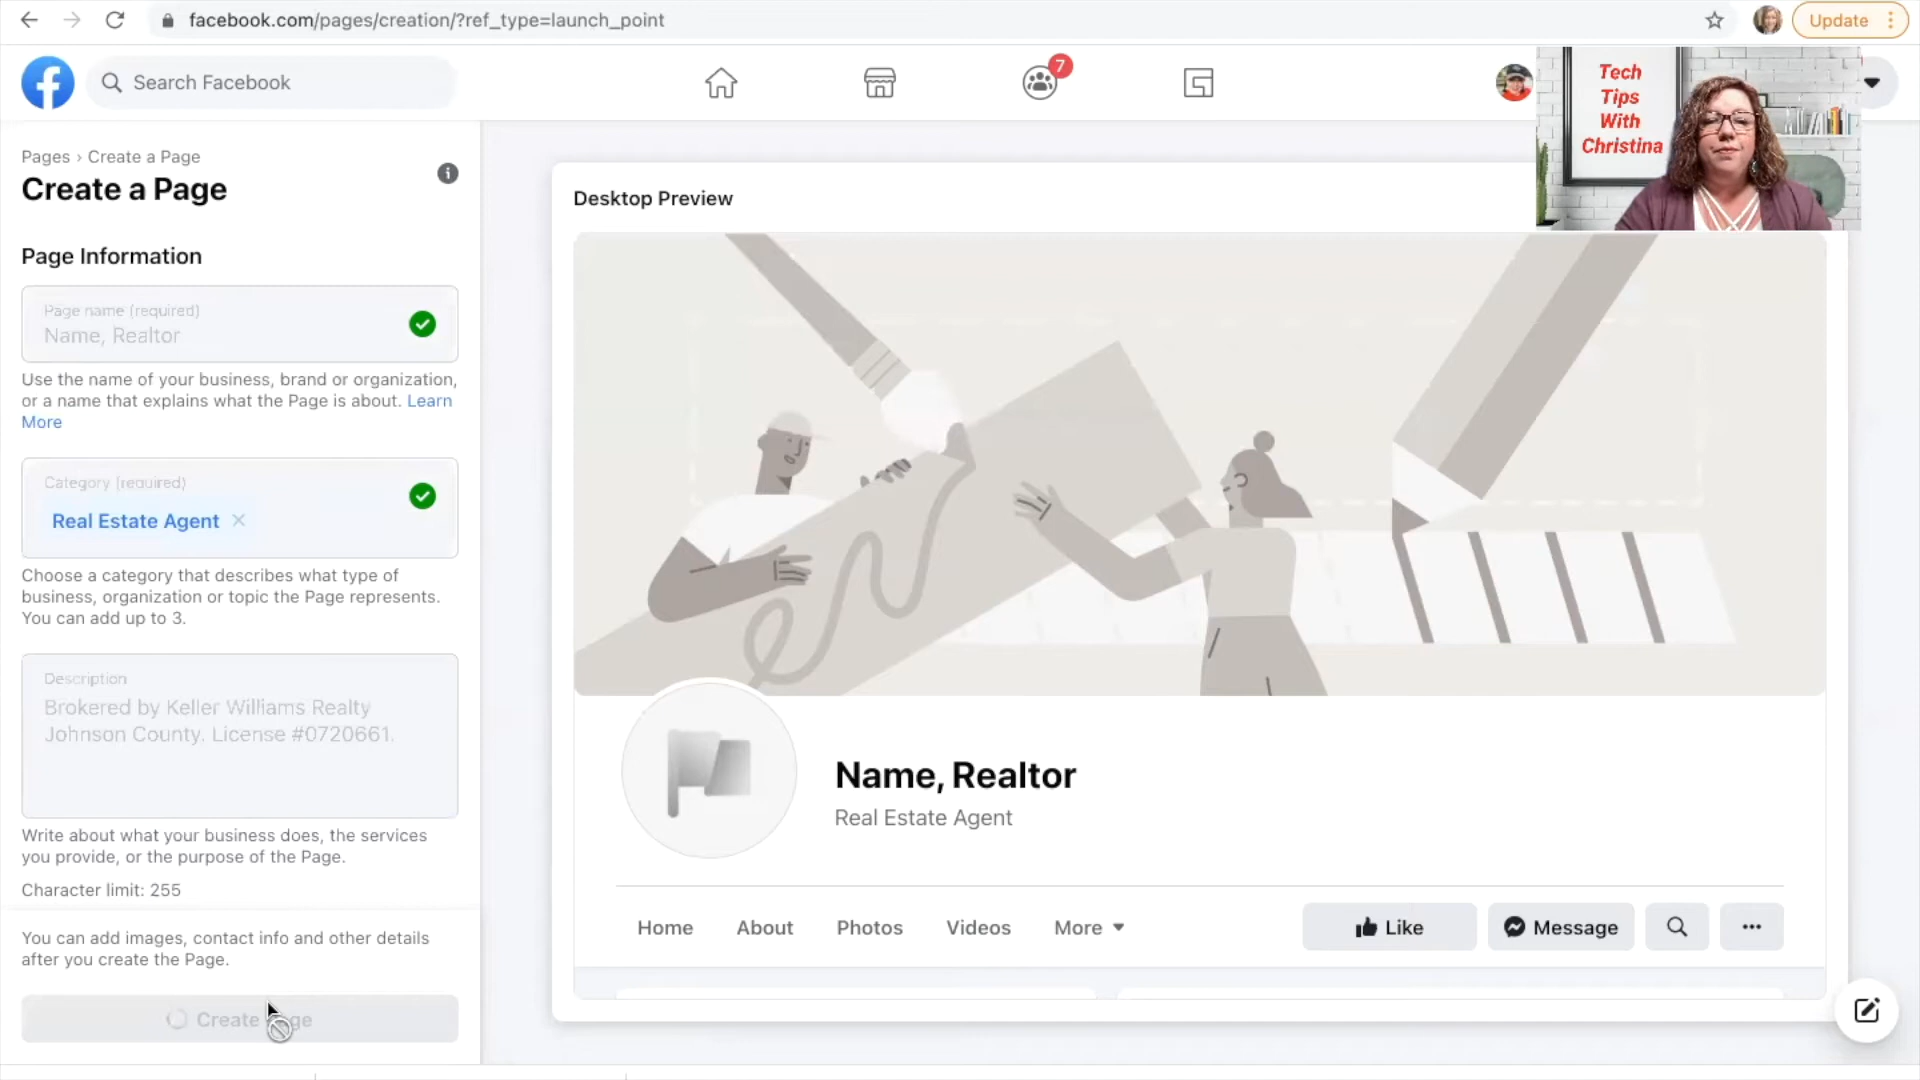 facebook.com/pages/creation/?ref_type=launch_point
Update
Search Facebook
7
Tech
Tips
With
Christina
Pages › Create a Page
Create a Page
Page Information
Page name (required)
Name, Realtor
Use the name of your business, brand or organization,
or a name that explains what the Page is about. Learn
More
Category (required)
Real Estate Agent
Choose a category that describes what type of
business, organization or topic the Page represents.
You can add up to 3.
Description
Brokered by Keller Williams Realty
Johnson County. License #0720661.
Write about what your business does, the services
you provide, or the purpose of the Page.
Character limit: 255
You can add images, contact info and other details
after you create the Page.
Create Page
Desktop Preview
Name, Realtor
Real Estate Agent
Home
About
Photos
Videos
More
Like
Message